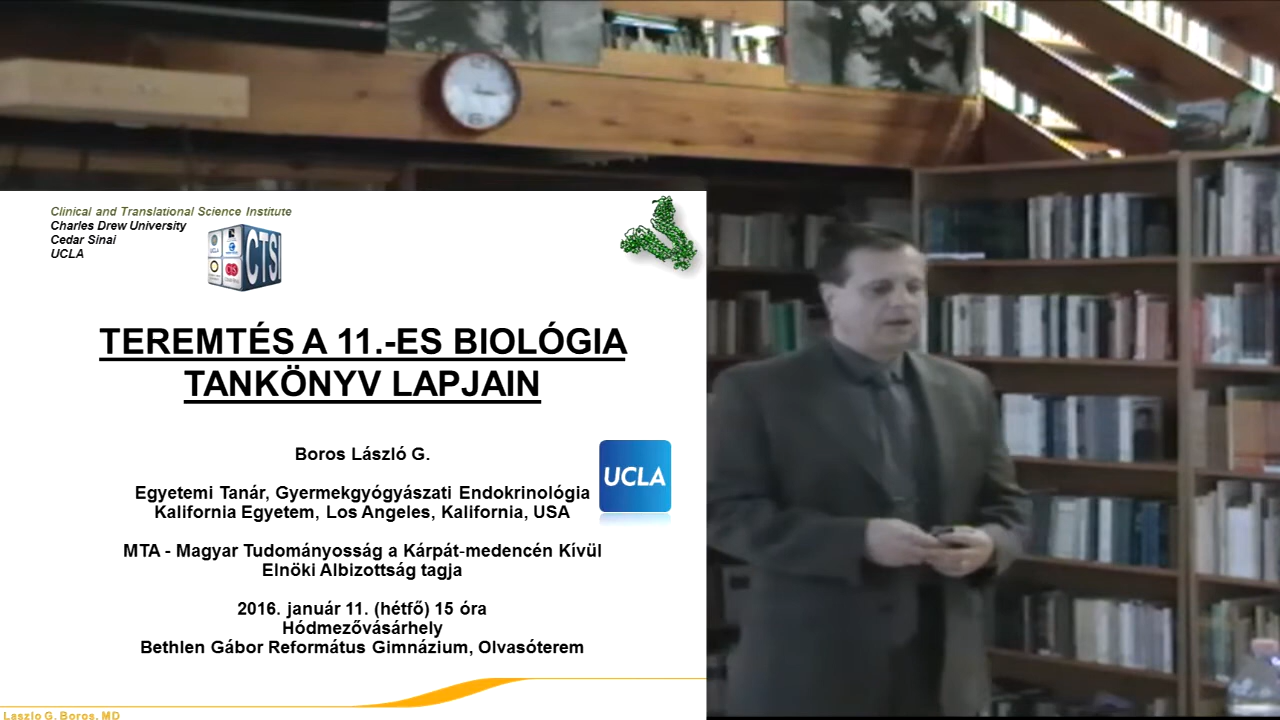 Clinical and Translational Science Institute
Charles Drew University
Cedar Sinai
UCLA
CTSI
TEREMTÉS A 11.-ES BIOLÓGIA
TANKÖNYV LAPJAIN
Boros László G.
UCLA
Egyetemi Tanár, Gyermekgyógyászati Endokrinológia
Kalifornia Egyetem, Los Angeles, Kalifornia, USA
MTA - Magyar Tudományosság a Kárpát-medencén Kívül
Elnöki Albizottság tagja
2016. január 11. (hétfő) 15 óra
Hódmezővásárhely
Bethlen Gábor Református Gimnázium, Olvasóterem
Laszlo G. Boros, MD